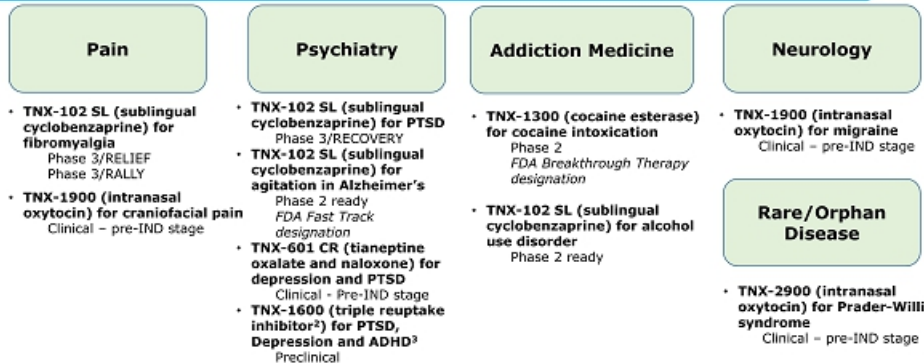 Pain
• TNX-102 SL (sublingual
cyclobenzaprine) for
fibromyalgia
Phase 3/RELIEF
Phase 3/RALLY
• TNX-1900 (intranasal
oxytocin) for craniofacial pain
Clinical – pre-IND stage
Psychiatry
• TNX-102 SL (sublingual
cyclobenzaprine) for PTSD
Phase 3/RECOVERY
• TNX-102 SL (sublingual
cyclobenzaprine) for
agitation in Alzheimer's
Phase 2 ready
FDA Fast Track
designation
• TNX-601 CR (tianeptine
oxalate and naloxone) for
depression and PTSD
Clinical - Pre-IND stage
• TNX-1600 (triple reuptake
inhibitor²) for PTSD,
Depression and ADHD³
Preclinical
Addiction Medicine
• TNX-1300 (cocaine esterase)
for cocaine intoxication
Phase 2
FDA Breakthrough Therapy
designation
• TNX-102 SL (sublingual
cyclobenzaprine) for alcohol
use disorder
Phase 2 ready
Neurology
• TNX-1900 (intranasal
oxytocin) for migraine
Clinical – pre-IND stage
Rare/Orphan
Disease
• TNX-2900 (intranasal
oxytocin) for Prader-Willi
syndrome
Clinical – pre-IND stage